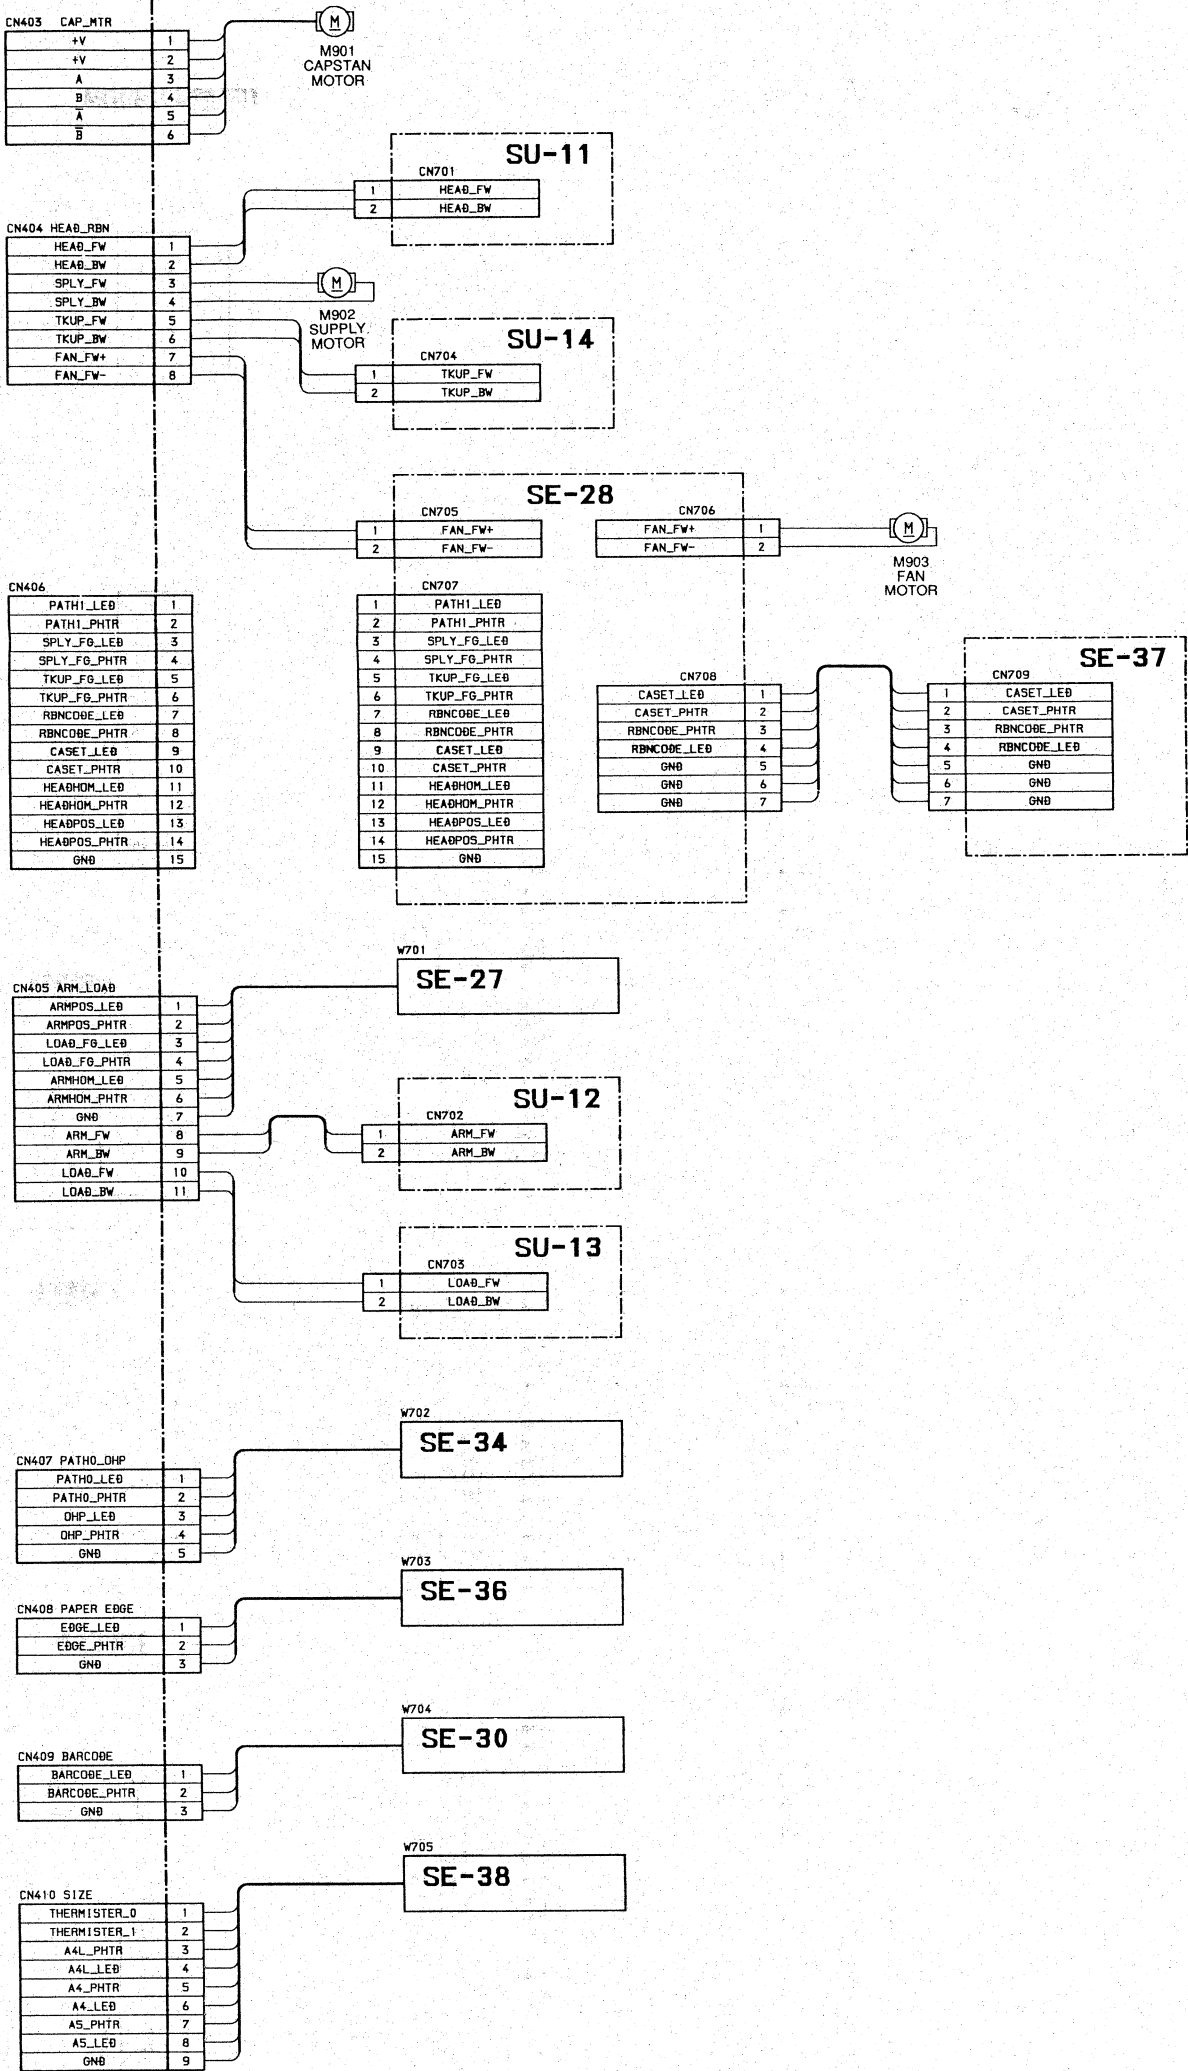 CN403 CAP_MTR
+V 1
+V 2
A 3
B 4
A̅ 5
B̅ 6
M
M901
CAPSTAN
MOTOR
SU-11
CN701
1 HEAD_FW
2 HEAD_BW
CN404 HEAD_RBN
HEAD_FW 1
HEAD_BW 2
SPLY_FW 3
SPLY_BW 4
TKUP_FW 5
TKUP_BW 6
FAN_FW+ 7
FAN_FW- 8
M
M902
SUPPLY
MOTOR
SU-14
CN704
1 TKUP_FW
2 TKUP_BW
SE-28
CN705
1 FAN_FW+
2 FAN_FW-
CN706
FAN_FW+ 1
FAN_FW- 2
M
M903
FAN
MOTOR
CN406
PATH1_LED 1
PATH1_PHTR 2
SPLY_FG_LED 3
SPLY_FG_PHTR 4
TKUP_FG_LED 5
TKUP_FG_PHTR 6
RBNCODE_LED 7
RBNCODE_PHTR 8
CASET_LED 9
CASET_PHTR 10
HEADHOM_LED 11
HEADHOM_PHTR 12
HEADPOS_LED 13
HEADPOS_PHTR 14
GND 15
CN707
1 PATH1_LED
2 PATH1_PHTR
3 SPLY_FG_LED
4 SPLY_FG_PHTR
5 TKUP_FG_LED
6 TKUP_FG_PHTR
7 RBNCODE_LED
8 RBNCODE_PHTR
9 CASET_LED
10 CASET_PHTR
11 HEADHOM_LED
12 HEADHOM_PHTR
13 HEADPOS_LED
14 HEADPOS_PHTR
15 GND
CN708
CASET_LED 1
CASET_PHTR 2
RBNCODE_PHTR 3
RBNCODE_LED 4
GND 5
GND 6
GND 7
SE-37
CN709
1 CASET_LED
2 CASET_PHTR
3 RBNCODE_PHTR
4 RBNCODE_LED
5 GND
6 GND
7 GND
W701
SE-27
CN405 ARM_LOAD
ARMPOS_LED 1
ARMPOS_PHTR 2
LOAD_FG_LED 3
LOAD_FG_PHTR 4
ARMHOM_LED 5
ARMHOM_PHTR 6
GND 7
ARM_FW 8
ARM_BW 9
LOAD_FW 10
LOAD_BW 11
SU-12
CN702
1 ARM_FW
2 ARM_BW
SU-13
CN703
1 LOAD_FW
2 LOAD_BW
W702
SE-34
CN407 PATH0_OHP
PATH0_LED 1
PATH0_PHTR 2
OHP_LED 3
OHP_PHTR 4
GND 5
W703
SE-36
CN408 PAPER EDGE
EDGE_LED 1
EDGE_PHTR 2
GND 3
W704
SE-30
CN409 BARCODE
BARCODE_LED 1
BARCODE_PHTR 2
GND 3
W705
SE-38
CN410 SIZE
THERMISTER_0 1
THERMISTER_1 2
A4L_PHTR 3
A4L_LED 4
A4_PHTR 5
A4_LED 6
A5_PHTR 7
A5_LED 8
GND 9